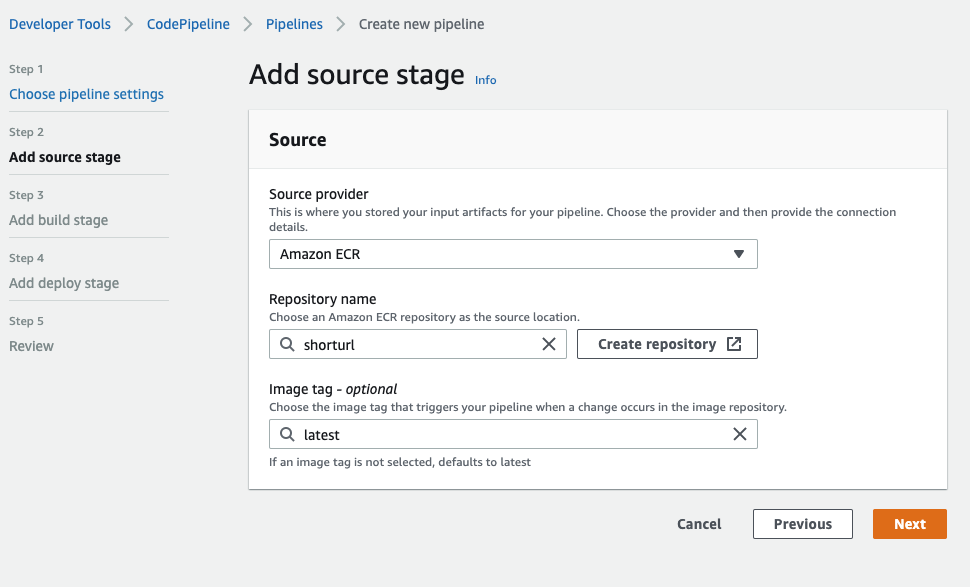 Developer Tools > CodePipeline > Pipelines > Create new pipeline
Step 1
Choose pipeline settings
Step 2
Add source stage
Step 3
Add build stage
Step 4
Add deploy stage
Step 5
Review
Add source stage Info
Source
Source provider
This is where you stored your input artifacts for your pipeline. Choose the provider and then provide the connection
details.
Amazon ECR
Repository name
Choose an Amazon ECR repository as the source location.
shorturl
Create repository
Image tag - optional
Choose the image tag that triggers your pipeline when a change occurs in the image repository.
latest
If an image tag is not selected, defaults to latest
Cancel Previous Next